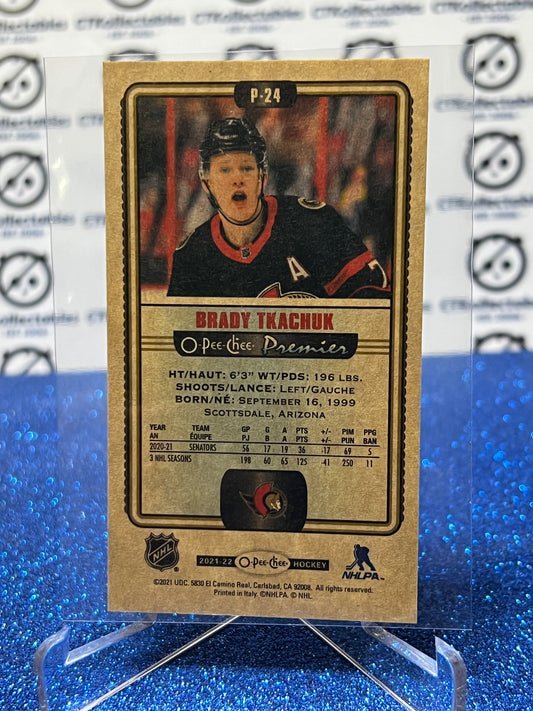 CTKollectables
P-24
A
7
BRADY TKACHUK
O-Pee-Chee Premier
HT/HAUT: 6'3" WT/PDS: 196 LBS.
SHOOTS/LANCE: LEFT/GAUCHE
BORN/NÉ: SEPTEMBER 16, 1999
SCOTTSDALE, ARIZONA
YEAR TEAM GP G A PTS +/- PIM PPG
AN ÉQUIPE PJ B A PTS +/- PUN BAN
2020-21 SENATORS 56 17 19 36 -17 69 5
3 NHL SEASONS 198 60 65 125 -41 250 11
NHL
2021-22 O-Pee-Chee HOCKEY
NHLPA
©2021 UDC. 5830 El Camino Real, Carlsbad, CA 92008. All rights reserved.
Printed in Italy. ©NHLPA. © NHL.